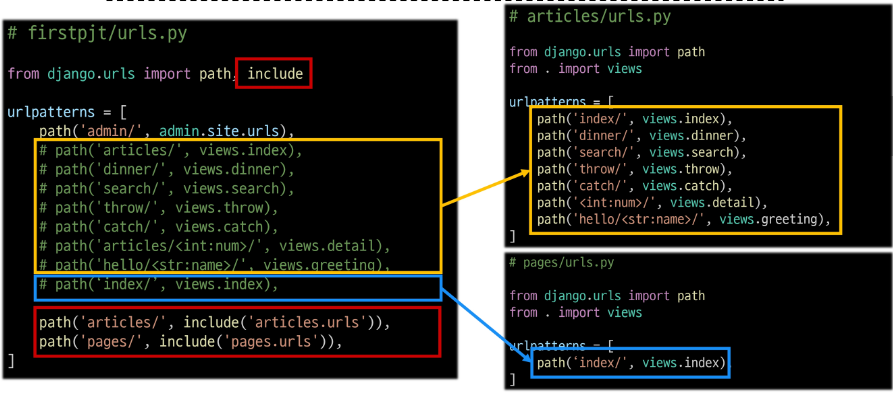 # firstpjt/urls.py
from django.urls import path, include
urlpatterns = [
path('admin/', admin.site.urls),
# path('articles/', views.index),
# path('dinner/', views.dinner),
# path('search/', views.search),
# path('throw/', views.throw),
# path('catch/', views.catch),
# path('articles/<int:num>/', views.detail),
# path('hello/<str:name>/', views.greeting),
# path('index/', views.index),
path('articles/', include('articles.urls')),
path('pages/', include('pages.urls')),
]
# articles/urls.py
from django.urls import path
from . import views
urlpatterns = [
path('index/', views.index),
path('dinner/', views.dinner),
path('search/', views.search),
path('throw/', views.throw),
path('catch/', views.catch),
path('<int:num>/', views.detail),
path('hello/<str:name>/', views.greeting),
]
# pages/urls.py
from django.urls import path
from . import views
urlpatterns = [
path('index/', views.index)
]